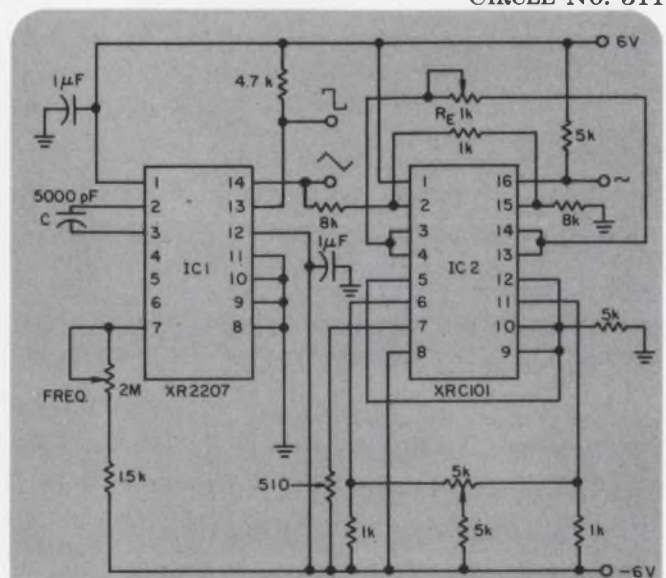 CIRCLE NO. 311
6V
1μF
4.7 k
R_E 1k
1k
5k
5000 pF
C
1
2
3
4
5
6
7
14
13
12
11
10
9
8
IC1
XR2207
8k
1μF
1
2
3
4
5
6
7
8
16
15
14
13
12
11
10
9
IC 2
XRC101
~
8k
5k
FREQ.
2M
1.5k
510
5k
1k
5k
1k
-6V